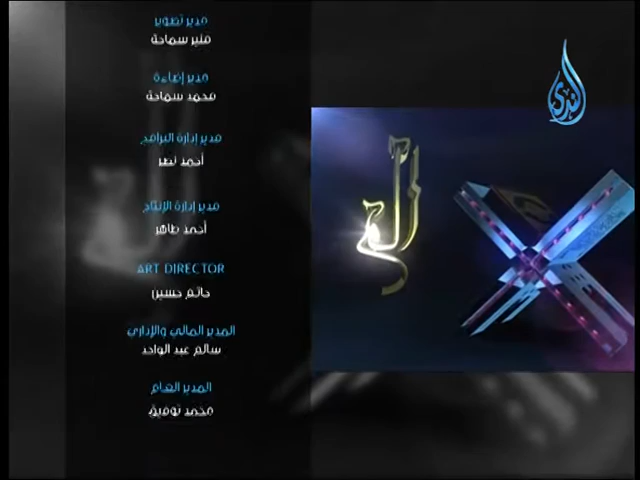 مدير تصوير
منير سماحة
مدير إضاءة
محمد سماحة
مدير إدارة البرامج
أحمد نصر
مدير إدارة الإنتاج
أحمد طاهر
ART DIRECTOR
حاتم حسين
المدير المالي والإداري
سالم عبد الواحد
المدير العام
محمد توفيق
الندى